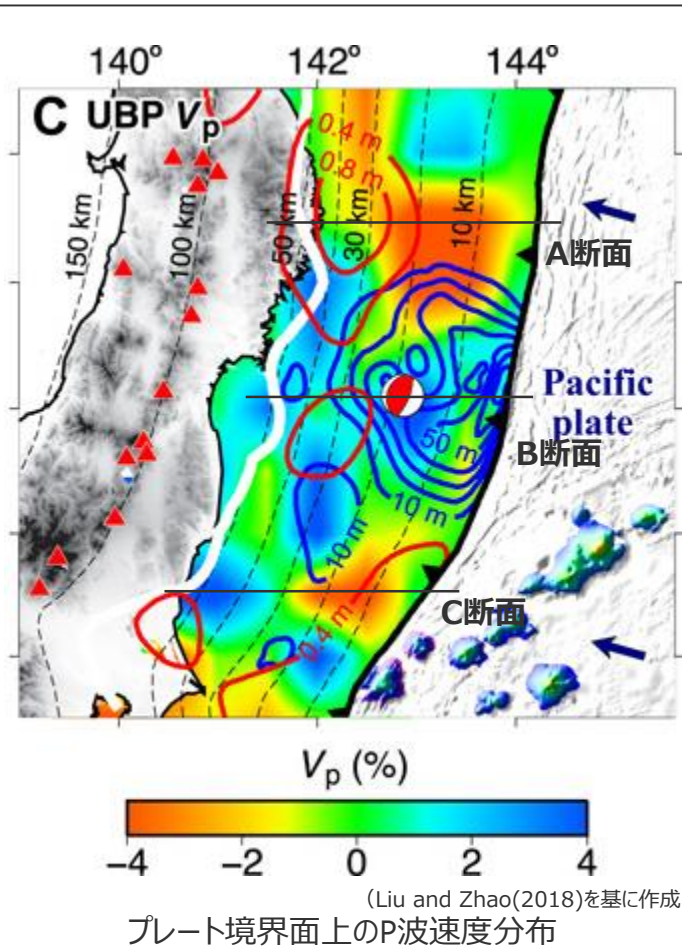 140° 142° 144°
C UBP Vp
0.4 m
0.8 m
150 km
100 km
50 km
30 km
10 km
A断面
Pacific
plate
50 m
B断面
10 m
10 m
C断面
0.4 m
Vp (%)
−4 −2 0 2 4
(Liu and Zhao(2018)を基に作成
プレート境界面上のP波速度分布